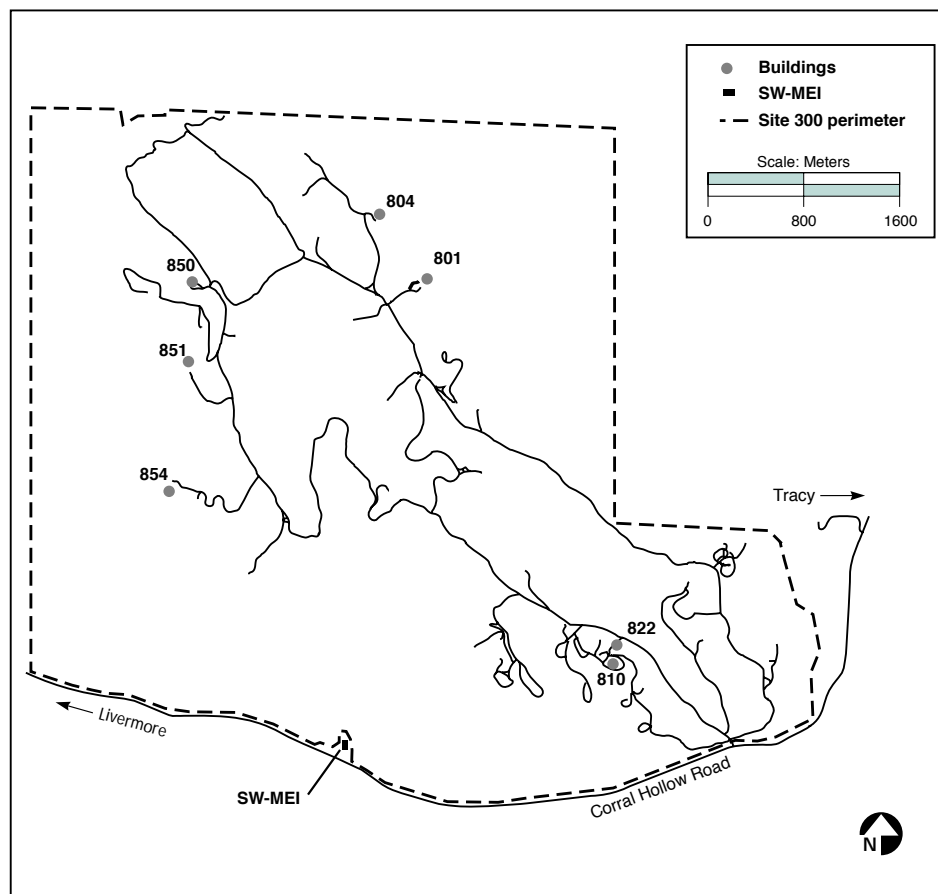 Buildings
SW-MEI
Site 300 perimeter
Scale: Meters
0 800 1600
804
801
850
851
854
Tracy
822
810
Livermore
SW-MEI
Corral Hollow Road
N